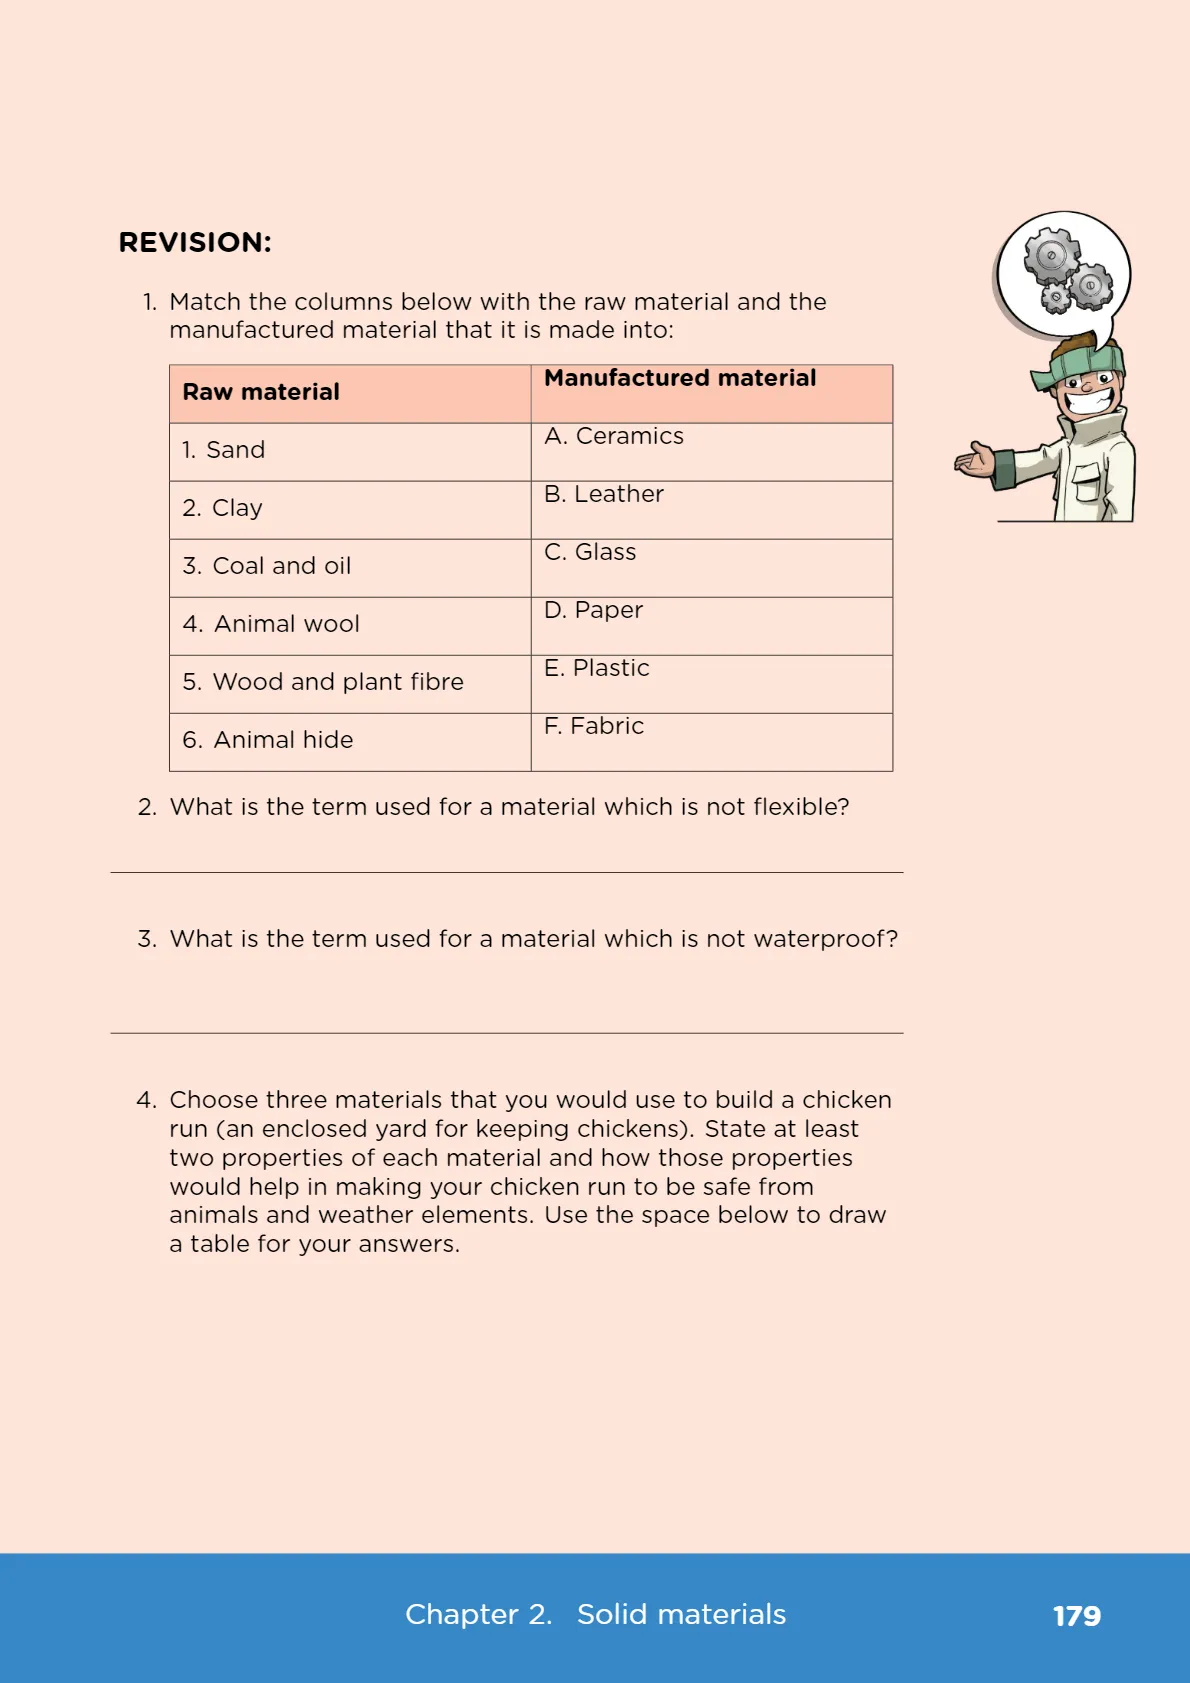 REVISION:
1. Match the columns below with the raw material and the
manufactured material that it is made into:
Raw material
Manufactured material
1. Sand
A. Ceramics
2. Clay
B. Leather
3. Coal and oil
C. Glass
4. Animal wool
D. Paper
5. Wood and plant fibre
E. Plastic
6. Animal hide
F. Fabric
2. What is the term used for a material which is not flexible?
3. What is the term used for a material which is not waterproof?
4. Choose three materials that you would use to build a chicken
run (an enclosed yard for keeping chickens). State at least
two properties of each material and how those properties
would help in making your chicken run to be safe from
animals and weather elements. Use the space below to draw
a table for your answers.
Chapter 2. Solid materials
179